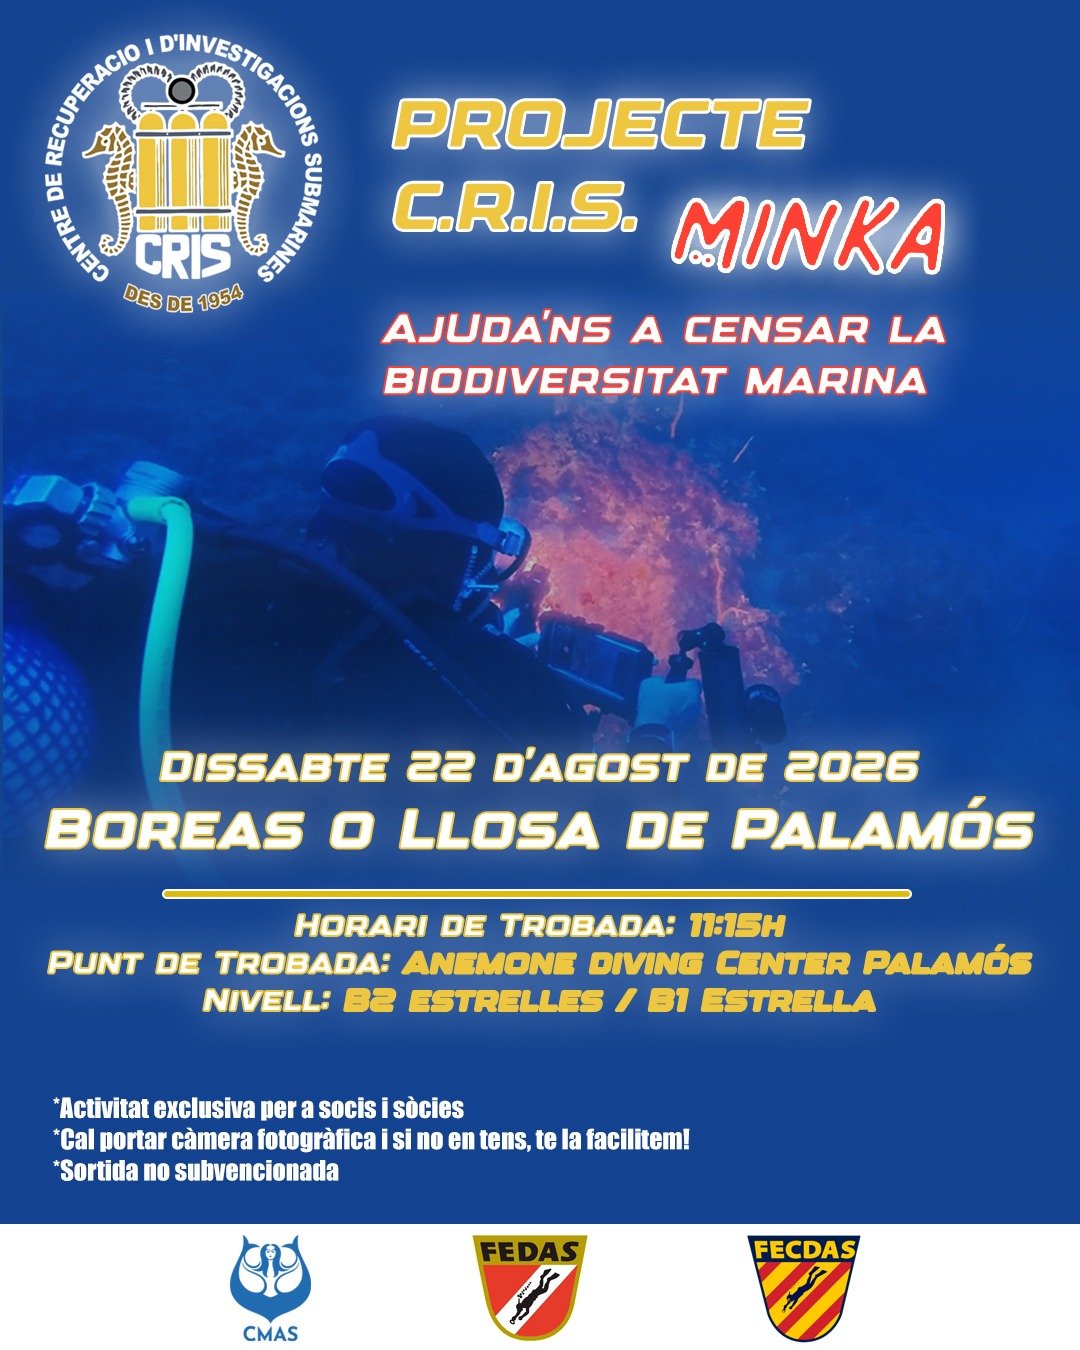 CENTRE DE RECUPERACIO I D'INVESTIGACIONS SUBMARINES
CRIS
DES DE 1954
PROJECTE
C.R.I.S.
MINKA
AJUDA'NS A CENSAR LA
BIODIVERSITAT MARINA
DISSABTE 22 D'AGOST DE 2026
BOREAS O LLOSA DE PALAMÓS
HORARI DE TROBADA: 11:15H
PUNT DE TROBADA: ANEMONE DIVING CENTER PALAMÓS
NIVELL: B2 ESTRELLES / B1 ESTRELLA
*Activitat exclusiva per a socis i sòcies
*Cal portar càmera fotogràfica i si no en tens, te la facilitem!
*Sortida no subvencionada
CMAS
FEDAS
FECDAS